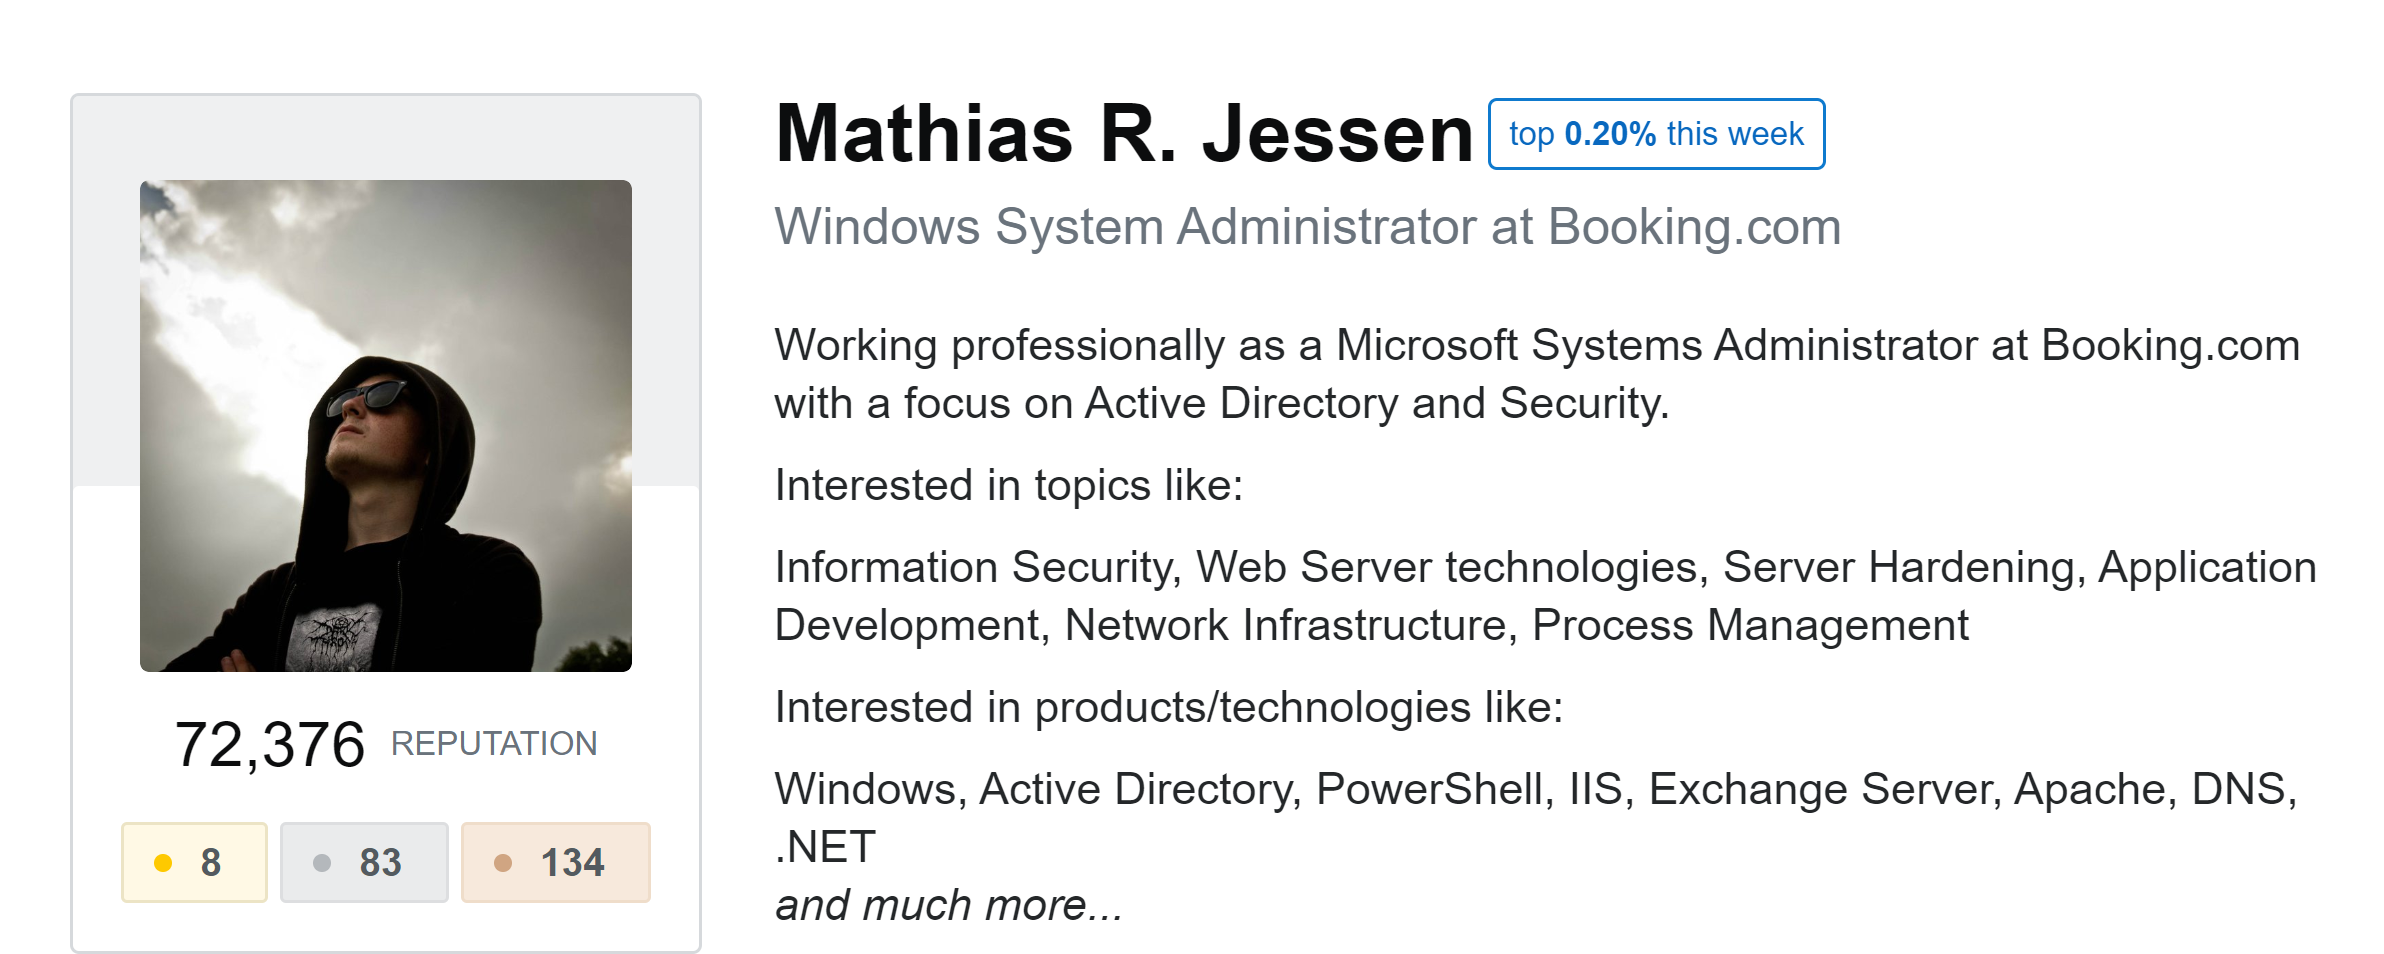 Mathias R. Jessen top 0.20% this week
Windows System Administrator at Booking.com
Working professionally as a Microsoft Systems Administrator at Booking.com
with a focus on Active Directory and Security.
Interested in topics like:
Information Security, Web Server technologies, Server Hardening, Application
Development, Network Infrastructure, Process Management
Interested in products/technologies like:
Windows, Active Directory, PowerShell, IIS, Exchange Server, Apache, DNS,
.NET
and much more...
72,376 REPUTATION
8 83 134